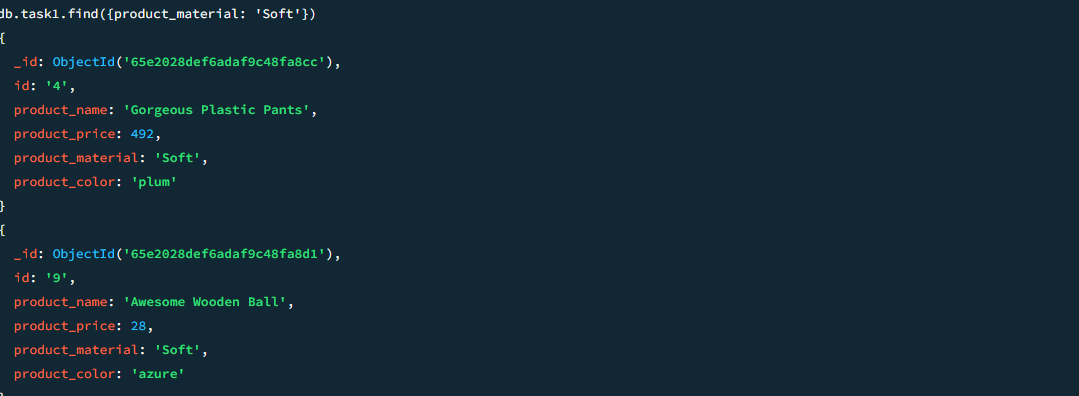 db.task1.find({product_material: 'Soft'})
{
_id: ObjectId('65e2028def6adaf9c48fa8cc'),
id: '4',
product_name: 'Gorgeous Plastic Pants',
product_price: 492,
product_material: 'Soft',
product_color: 'plum'
}
{
_id: ObjectId('65e2028def6adaf9c48fa8d1'),
id: '9',
product_name: 'Awesome Wooden Ball',
product_price: 28,
product_material: 'Soft',
product_color: 'azure'